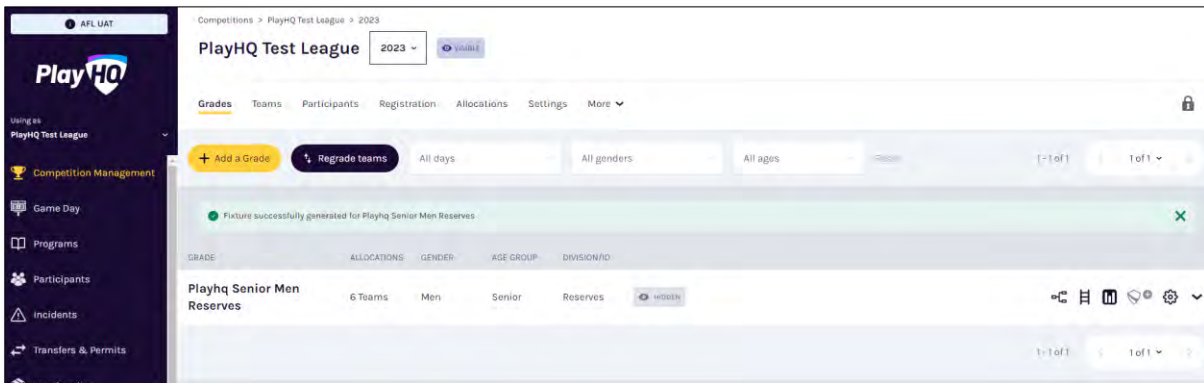 AFL UAT
PlayHQ
Using as
PlayHQ Test League
Competition Management
Game Day
Programs
Participants
Incidents
Transfers & Permits
Competitions > PlayHQ Test League > 2023
PlayHQ Test League 2023 VISIBLE
Grades Teams Participants Registration Allocations Settings More
+ Add a Grade Regrade teams All days All genders All ages 1-1 of 1 1 of 1
Fixture successfully generated for Playhq Senior Men Reserves
GRADE ALLOCATIONS GENDER AGE GROUP DIVISION/ID
Playhq Senior Men
Reserves
6 Teams Men Senior Reserves HIDDEN
1-1 of 1 1 of 1